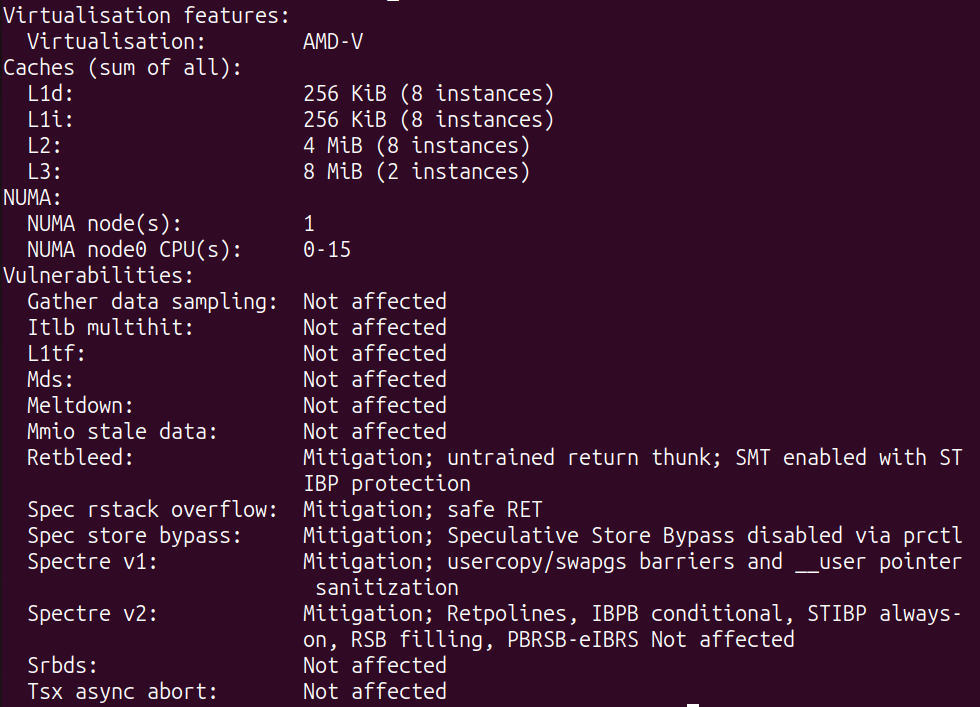 Virtualisation features:
  Virtualisation:        AMD-V
Caches (sum of all):
  L1d:                   256 KiB (8 instances)
  L1i:                   256 KiB (8 instances)
  L2:                    4 MiB (8 instances)
  L3:                    8 MiB (2 instances)
NUMA:
  NUMA node(s):          1
  NUMA node0 CPU(s):     0-15
Vulnerabilities:
  Gather data sampling:  Not affected
  Itlb multihit:         Not affected
  L1tf:                  Not affected
  Mds:                   Not affected
  Meltdown:              Not affected
  Mmio stale data:       Not affected
  Retbleed:              Mitigation; untrained return thunk; SMT enabled with ST
                         IBP protection
  Spec rstack overflow:  Mitigation; safe RET
  Spec store bypass:     Mitigation; Speculative Store Bypass disabled via prctl
  Spectre v1:            Mitigation; usercopy/swapgs barriers and __user pointer
                          sanitization
  Spectre v2:            Mitigation; Retpolines, IBPB conditional, STIBP always-
                         on, RSB filling, PBRSB-eIBRS Not affected
  Srbds:                 Not affected
  Tsx async abort:       Not affected